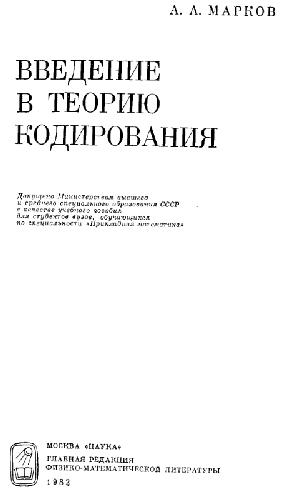 А. А. МАРКОВ
ВВЕДЕНИЕ
В ТЕОРИЮ
КОДИРОВАНИЯ
Допущено Министерством высшего
и среднего специального образования СССР
в качестве учебного пособия
для студентов вузов, обучающихся
по специальности «Прикладная математика»
МОСКВА «НАУКА»
ГЛАВНАЯ РЕДАКЦИЯ
ФИЗИКО-МАТЕМАТИЧЕСКОЙ ЛИТЕРАТУРЫ
1982